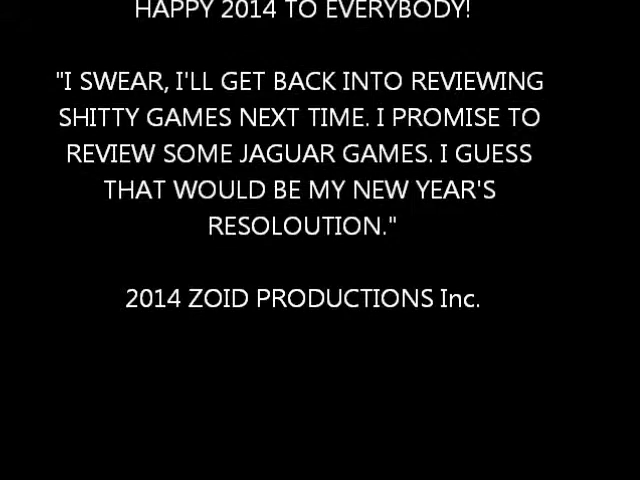 HAPPY 2014 TO EVERYBODY!
"I SWEAR, I'LL GET BACK INTO REVIEWING
SHITTY GAMES NEXT TIME. I PROMISE TO
REVIEW SOME JAGUAR GAMES. I GUESS
THAT WOULD BE MY NEW YEAR'S
RESOLOUTION."
2014 ZOID PRODUCTIONS Inc.